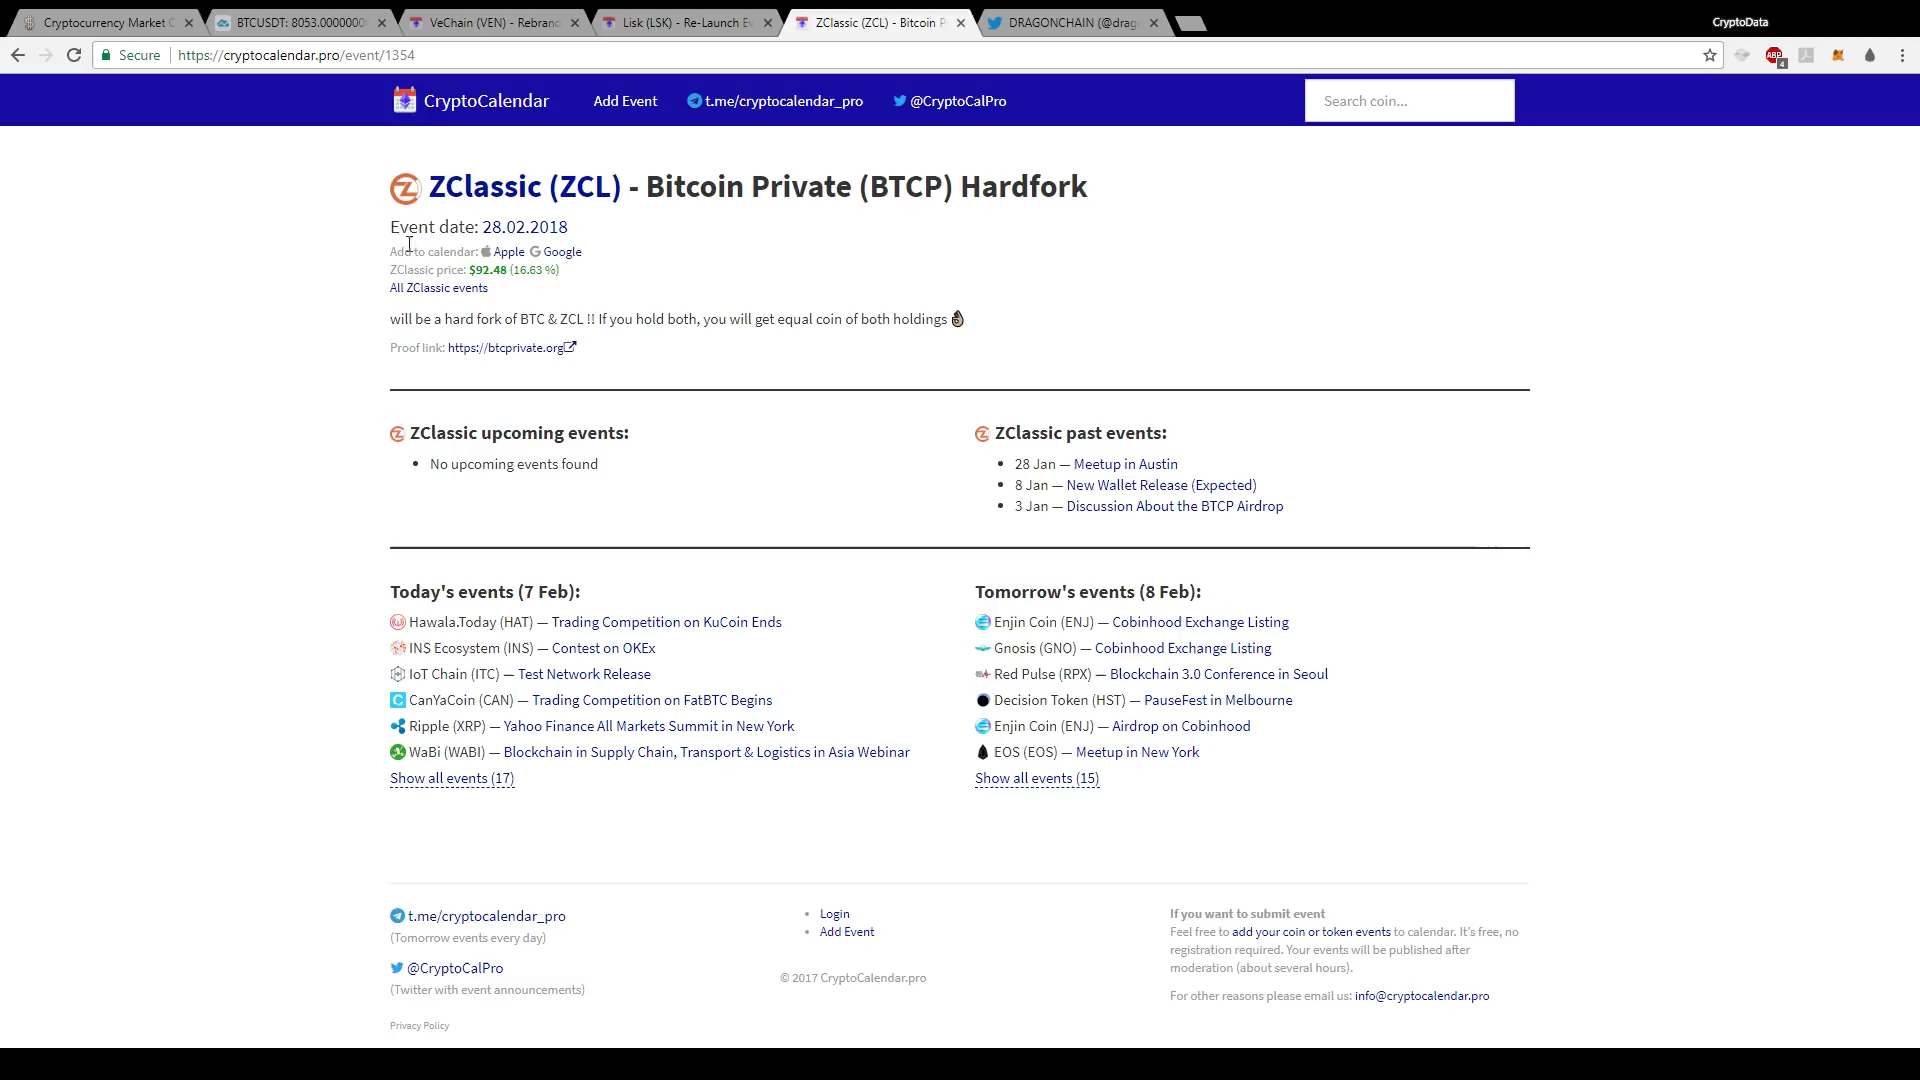 Cryptocurrency Market C
BTCUSDT: 8053.0000000
VeChain (VEN) - Rebran
Lisk (LSK) - Re-Launch Ev
ZClassic (ZCL) - Bitcoin P
DRAGONCHAIN (@drag
CryptoData
Secure
https://cryptocalendar.pro/event/1354
ABP
4
CryptoCalendar
Add Event
t.me/cryptocalendar_pro
@CryptoCalPro
Search coin...
ZClassic (ZCL) - Bitcoin Private (BTCP) Hardfork
Event date: 28.02.2018
Add to calendar: Apple Google
ZClassic price: $92.48 (16.63 %)
All ZClassic events
will be a hard fork of BTC & ZCL !! If you hold both, you will get equal coin of both holdings 👌🏿
Proof link: https://btcprivate.org
ZClassic upcoming events:
• No upcoming events found
ZClassic past events:
• 28 Jan — Meetup in Austin
• 8 Jan — New Wallet Release (Expected)
• 3 Jan — Discussion About the BTCP Airdrop
Today's events (7 Feb):
Hawala.Today (HAT) — Trading Competition on KuCoin Ends
INS Ecosystem (INS) — Contest on OKEx
IoT Chain (ITC) — Test Network Release
CanYaCoin (CAN) — Trading Competition on FatBTC Begins
Ripple (XRP) — Yahoo Finance All Markets Summit in New York
WaBi (WABI) — Blockchain in Supply Chain, Transport & Logistics in Asia Webinar
Show all events (17)
Tomorrow's events (8 Feb):
Enjin Coin (ENJ) — Cobinhood Exchange Listing
Gnosis (GNO) — Cobinhood Exchange Listing
Red Pulse (RPX) — Blockchain 3.0 Conference in Seoul
Decision Token (HST) — PauseFest in Melbourne
Enjin Coin (ENJ) — Airdrop on Cobinhood
EOS (EOS) — Meetup in New York
Show all events (15)
t.me/cryptocalendar_pro
(Tomorrow events every day)
@CryptoCalPro
(Twitter with event announcements)
Privacy Policy
• Login
• Add Event
© 2017 CryptoCalendar.pro
If you want to submit event
Feel free to add your coin or token events to calendar. It's free, no
registration required. Your events will be published after
moderation (about several hours).
For other reasons please email us: info@cryptocalendar.pro